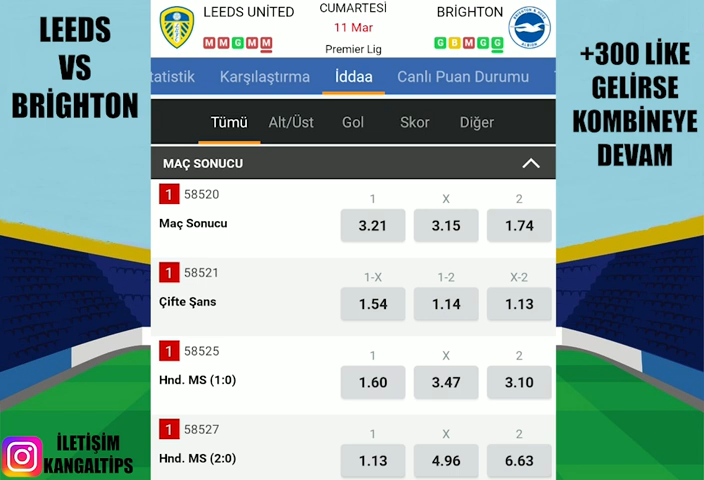 LEEDS
VS
BRİGHTON
LEEDS UNİTED
M M G M M
CUMARTESİ
11 Mar
Premier Lig
BRİGHTON
G B M G G
+300 LİKE
GELİRSE
KOMBİNEYE
DEVAM
tatistik Karşılaştırma İddaa Canlı Puan Durumu
Tümü Alt/Üst Gol Skor Diğer
MAÇ SONUCU
1 58520 1 X 2
Maç Sonucu 3.21 3.15 1.74
1 58521 1-X 1-2 X-2
Çifte Şans 1.54 1.14 1.13
1 58525 1 X 2
Hnd. MS (1:0) 1.60 3.47 3.10
1 58527 1 X 2
Hnd. MS (2:0) 1.13 4.96 6.63
İLETİŞİM
KANGALTİPS